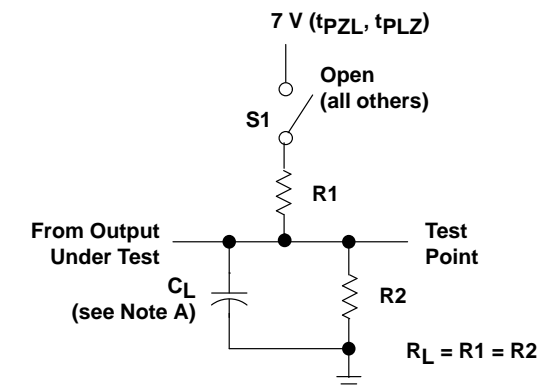 7 V (tPZL, tPLZ)
Open
(all others)
S1
R1
From Output
Under Test
Test
Point
CL
(see Note A)
R2
RL = R1 = R2